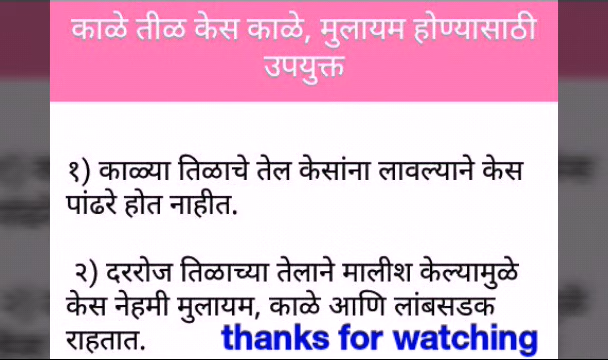 काळे तीळ केस काळे, मुलायम होण्यासाठी
उपयुक्त
१) काळ्या तिळाचे तेल केसांना लावल्याने केस
पांढरे होत नाहीत.
२) दररोज तिळाच्या तेलाने मालीश केल्यामुळे
केस नेहमी मुलायम, काळे आणि लांबसडक
राहतात. thanks for watching